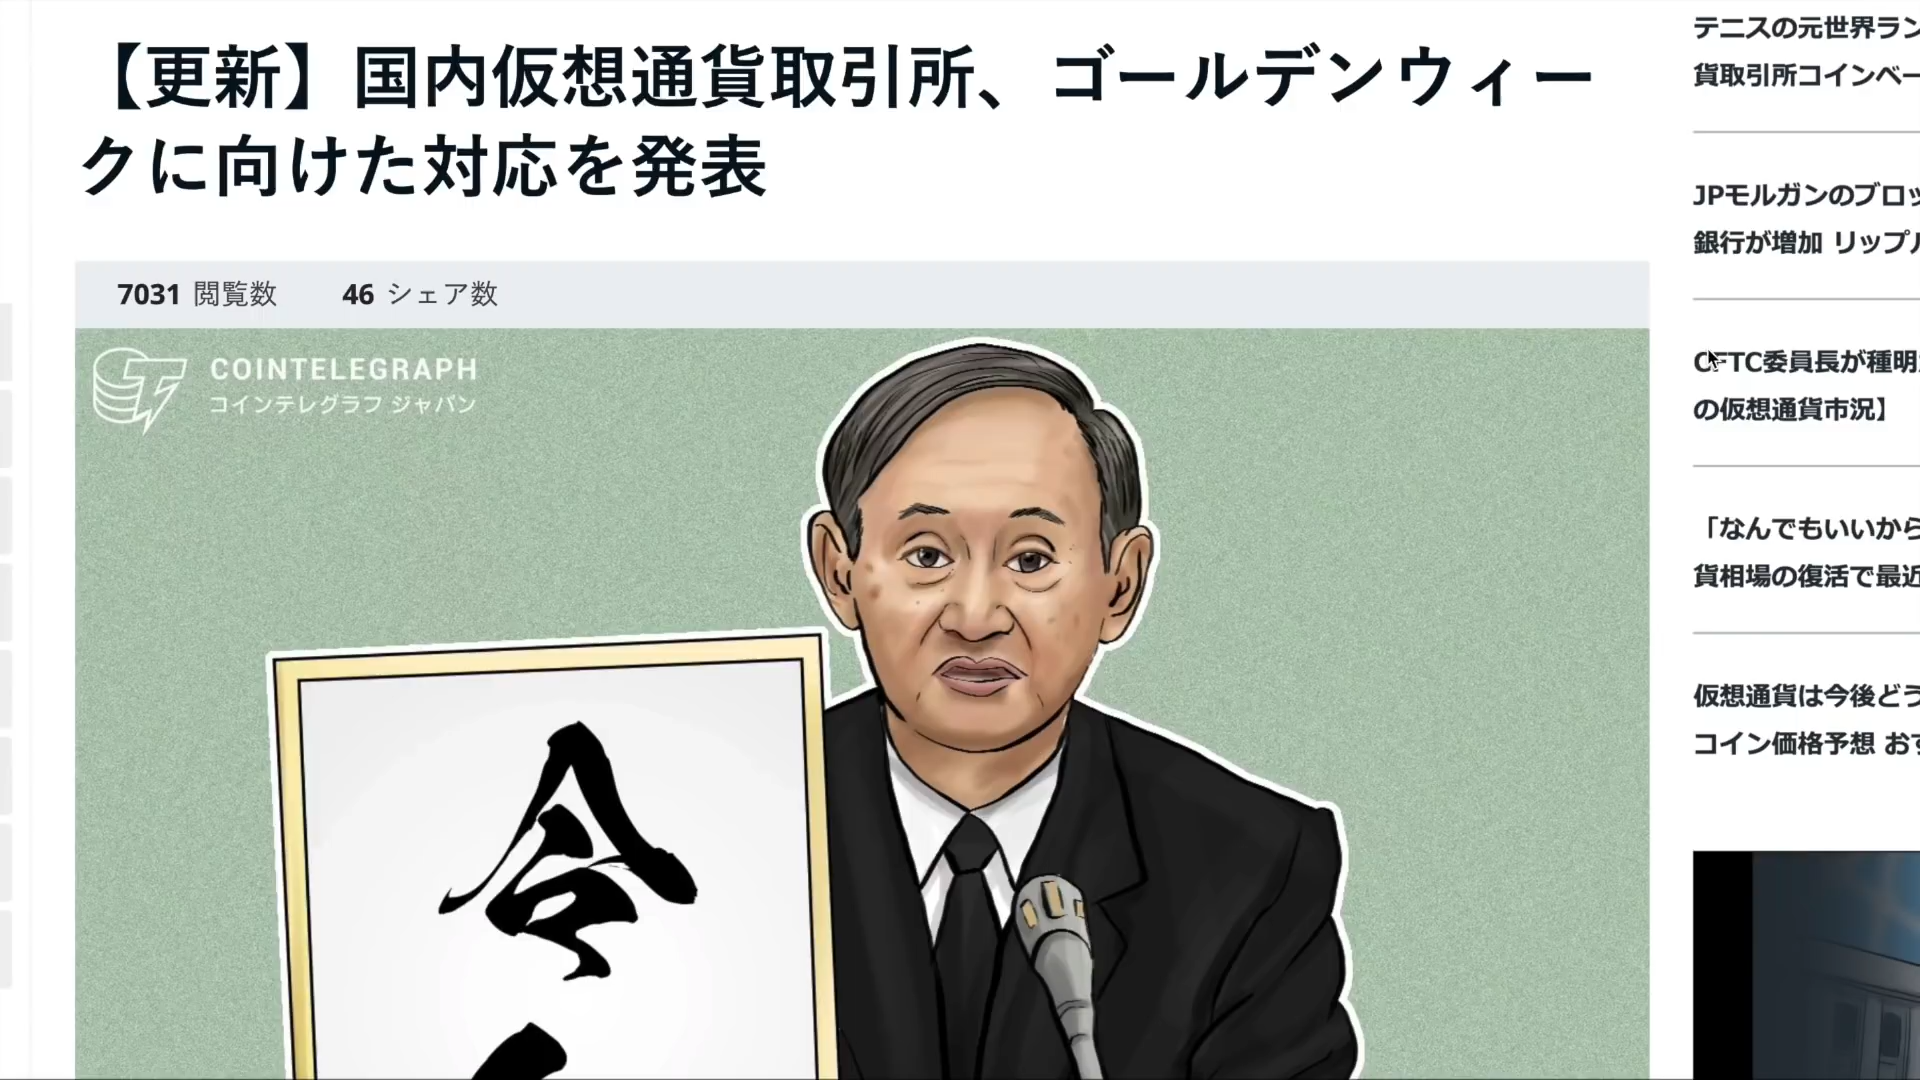 【更新】国内仮想通貨取引所、ゴールデンウィー
クに向けた対応を発表
7031 閲覧数 46 シェア数
COINTELEGRAPH
コインテレグラフ ジャパン
令
テニスの元世界ラン
貨取引所コインベー
JPモルガンのブロッ
銀行が増加 リップル
CFTC委員長が種明
の仮想通貨市況】
「なんでもいいから
貨相場の復活で最近
仮想通貨は今後どう
コイン価格予想 おす